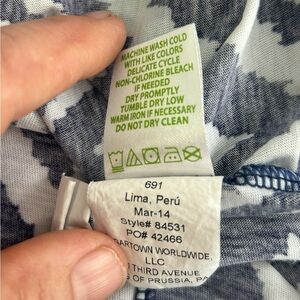 MACHINE WASH COLD
WITH LIKE COLORS
DELICATE CYCLE
NON-CHLORINE BLEACH
IF NEEDED
DRY PROMPTLY
TUMBLE DRY LOW
WARM IRON IF NECESSARY
DO NOT DRY CLEAN
691
Lima, Perú
Mar-14
Style# 84531
PO# 42466
GARTOWN WORLDWIDE,
LLC
THIRD AVENUE
OF PRUSSIA, PA